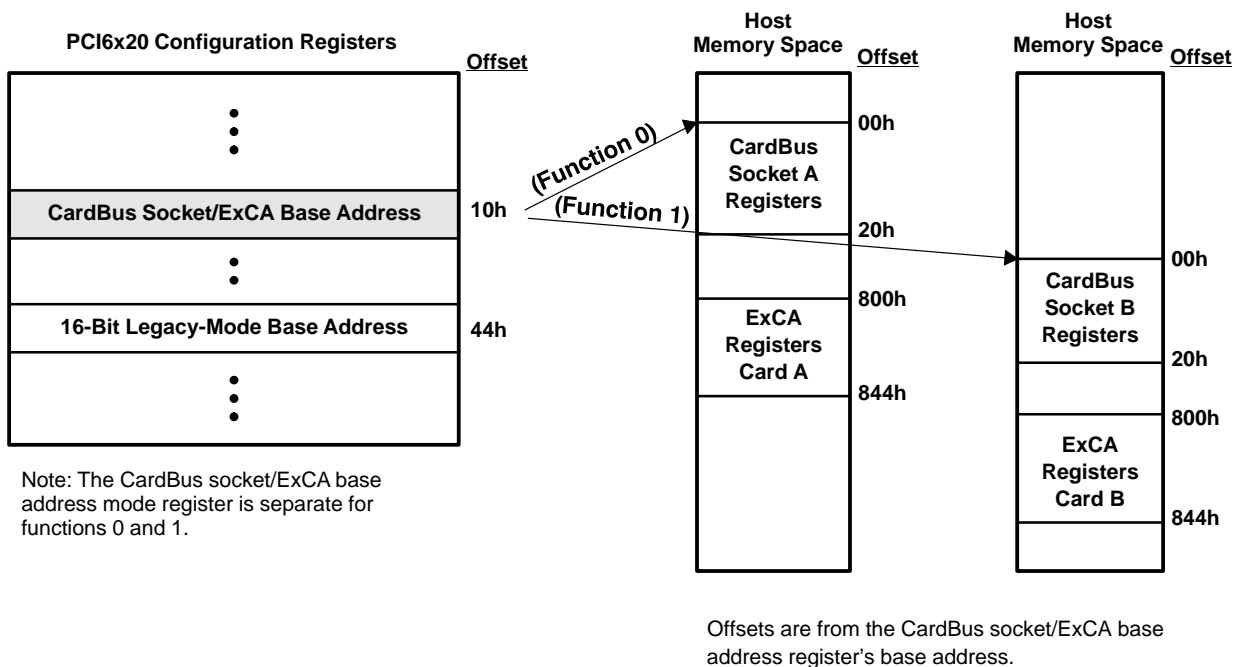 PCI6x20 Configuration Registers
Offset
CardBus Socket/ExCA Base Address
10h
16-Bit Legacy-Mode Base Address
44h
Note: The CardBus socket/ExCA base
address mode register is separate for
functions 0 and 1.
(Function 0)
(Function 1)
Host
Memory Space
Offset
00h
CardBus
Socket A
Registers
20h
800h
ExCA
Registers
Card A
844h
Host
Memory Space
Offset
00h
CardBus
Socket B
Registers
20h
800h
ExCA
Registers
Card B
844h
Offsets are from the CardBus socket/ExCA base
address register's base address.